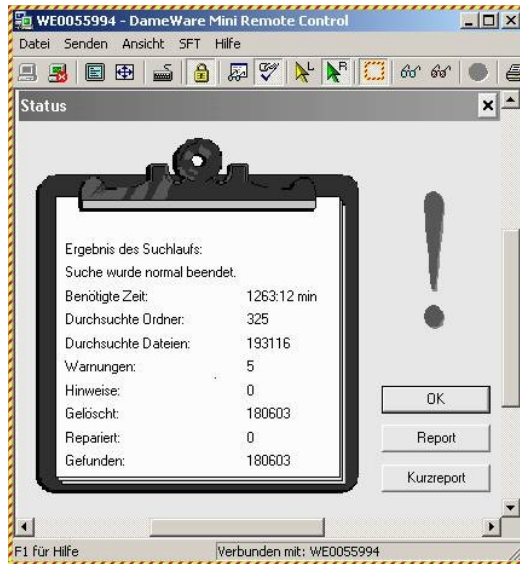 WE0055994 - DameWare Mini Remote Control
Datei Senden Ansicht SFT Hilfe
L R
Status
Ergebnis des Suchlaufs:
Suche wurde normal beendet.
Benötigte Zeit: 1263:12 min
Durchsuchte Ordner: 325
Durchsuchte Dateien: 193116
Warnungen: 5
Hinweise: 0
Gelöscht: 180603
Repariert: 0
Gefunden: 180603
OK
Report
Kurzreport
F1 für Hilfe Verbunden mit: WE0055994